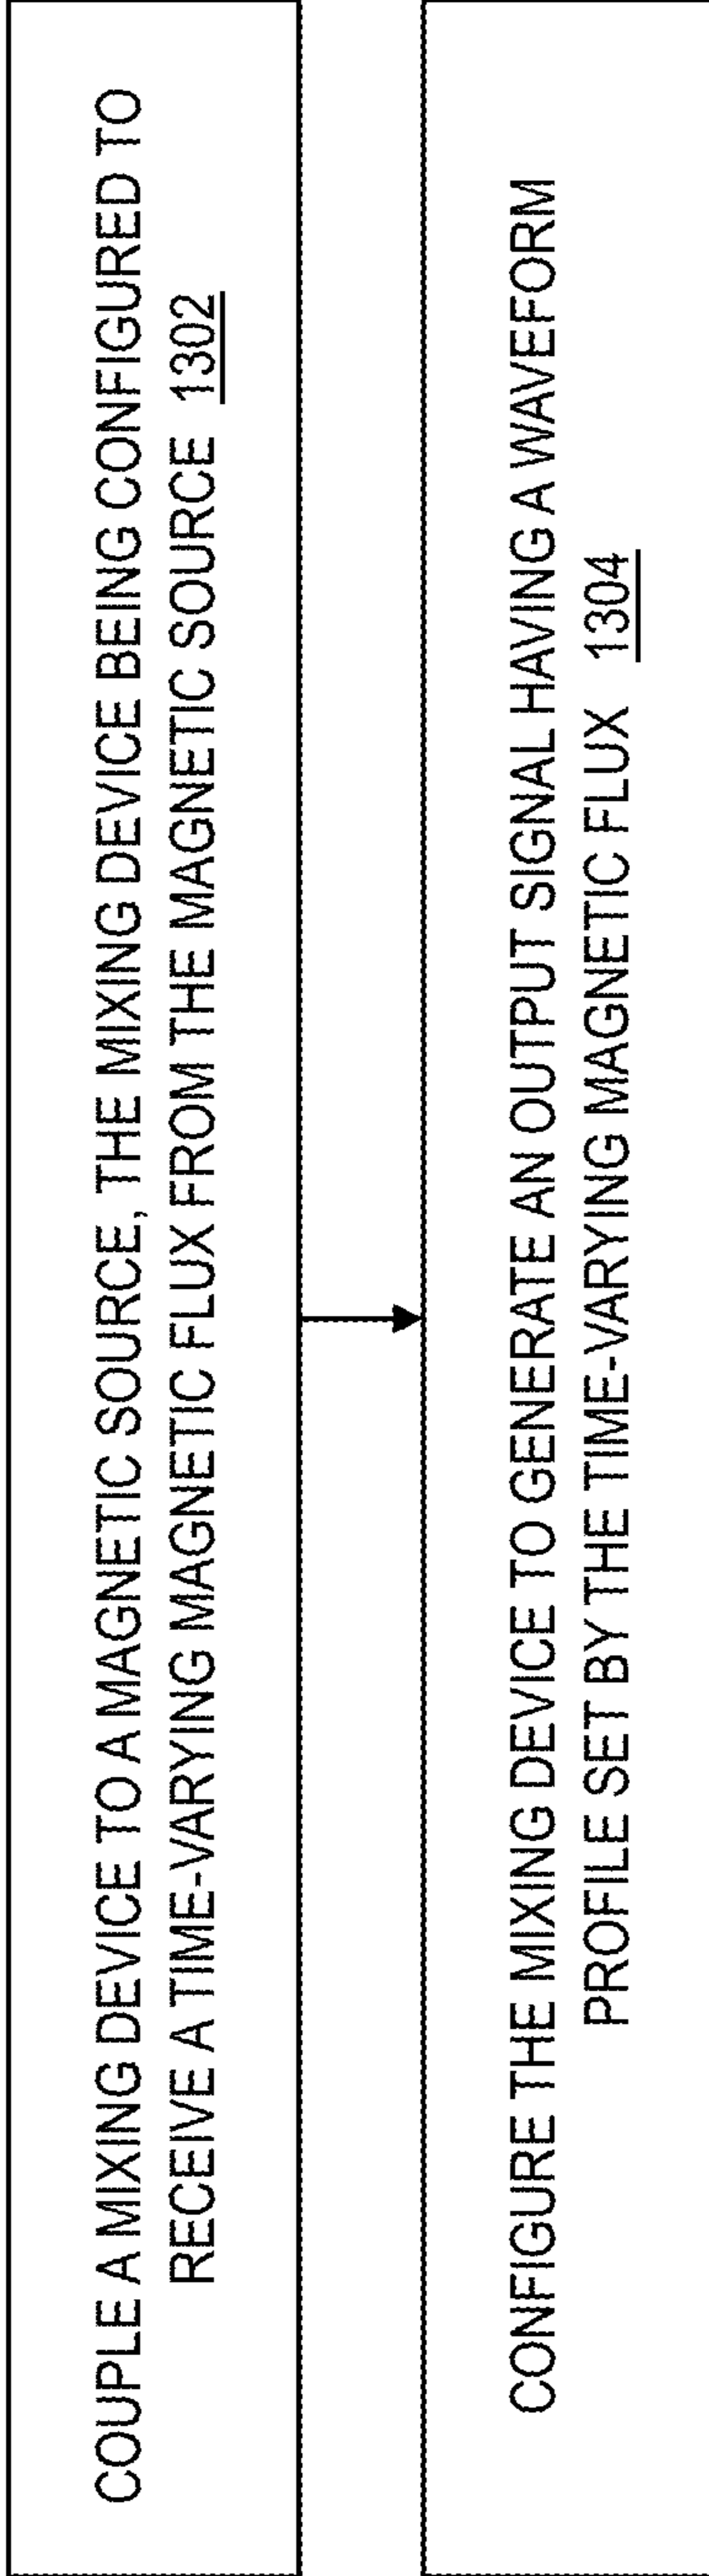 COUPLE A MIXING DEVICE TO A MAGNETIC SOURCE, THE MIXING DEVICE BEING CONFIGURED TO
RECEIVE A TIME-VARYING MAGNETIC FLUX FROM THE MAGNETIC SOURCE 1302
CONFIGURE THE MIXING DEVICE TO GENERATE AN OUTPUT SIGNAL HAVING A WAVEFORM
PROFILE SET BY THE TIME-VARYING MAGNETIC FLUX 1304